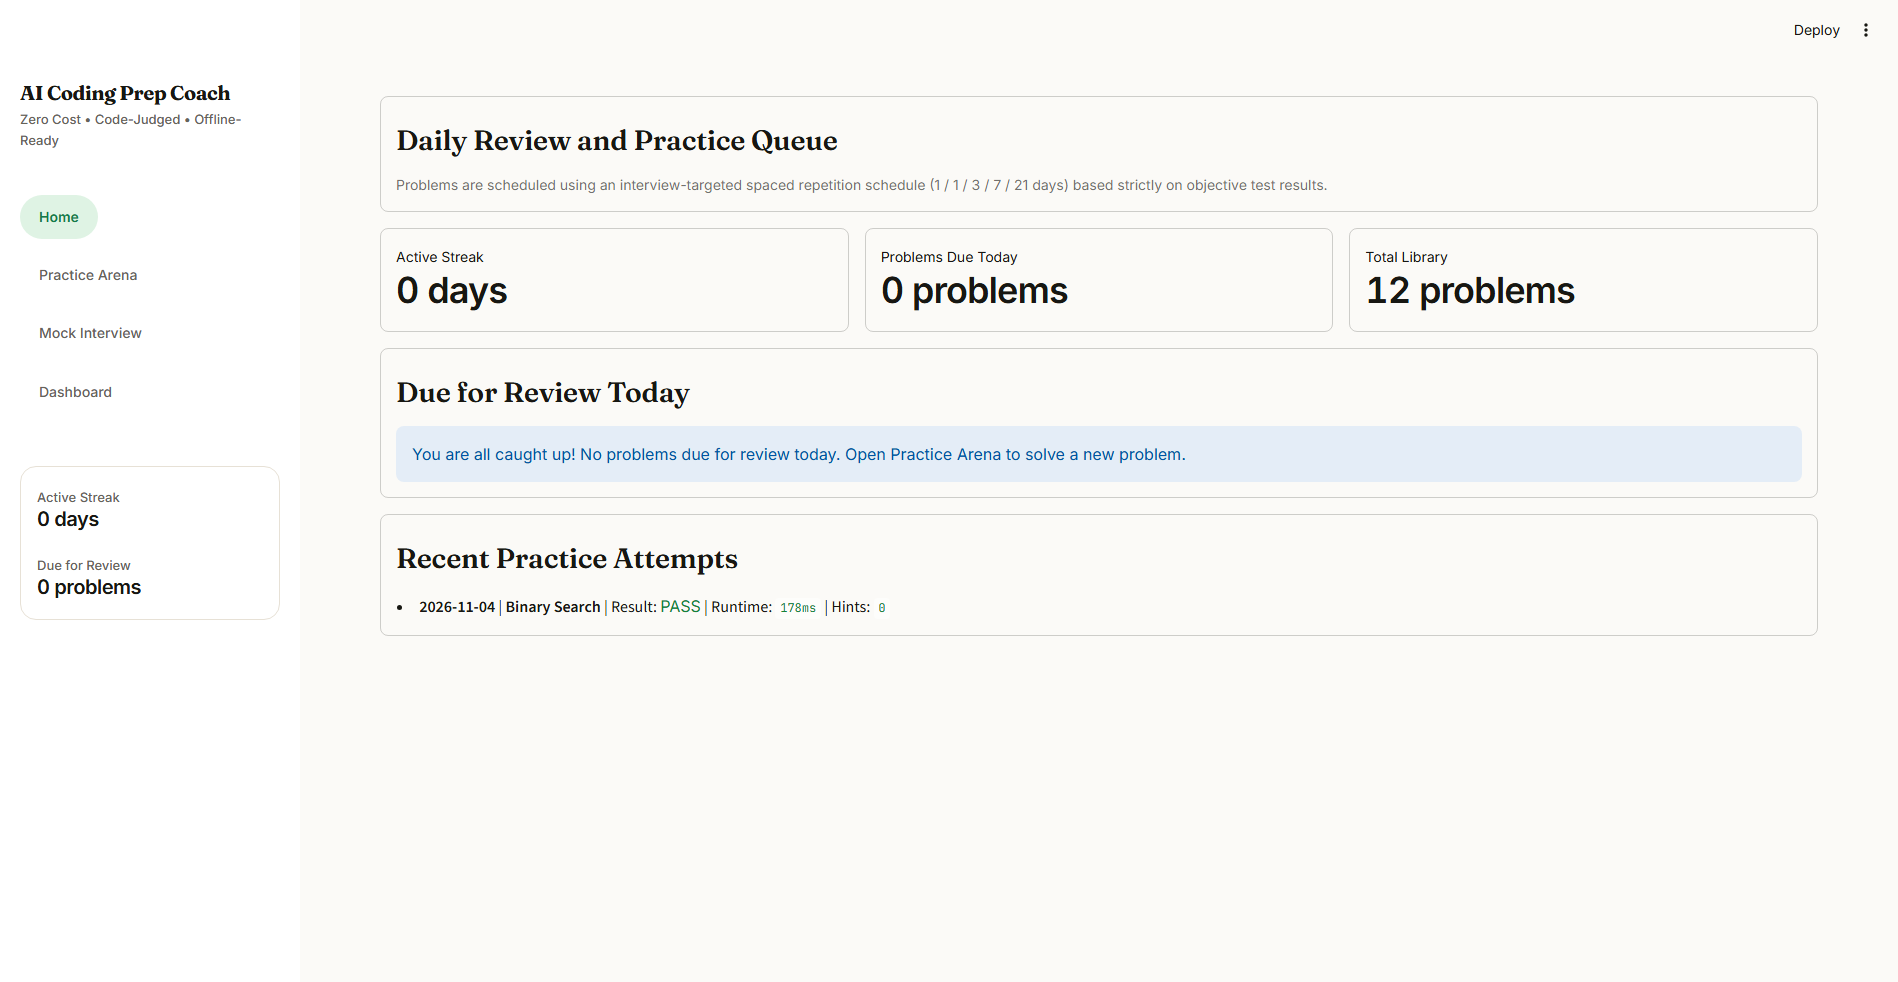 Deploy
AI Coding Prep Coach
Zero Cost • Code-Judged • Offline-
Ready
Home
Practice Arena
Mock Interview
Dashboard
Active Streak
0 days
Due for Review
0 problems
Daily Review and Practice Queue
Problems are scheduled using an interview-targeted spaced repetition schedule (1 / 1 / 3 / 7 / 21 days) based strictly on objective test results.
Active Streak
0 days
Problems Due Today
0 problems
Total Library
12 problems
Due for Review Today
You are all caught up! No problems due for review today. Open Practice Arena to solve a new problem.
Recent Practice Attempts
• 2026-11-04 | Binary Search | Result: PASS | Runtime: 178ms | Hints: 0